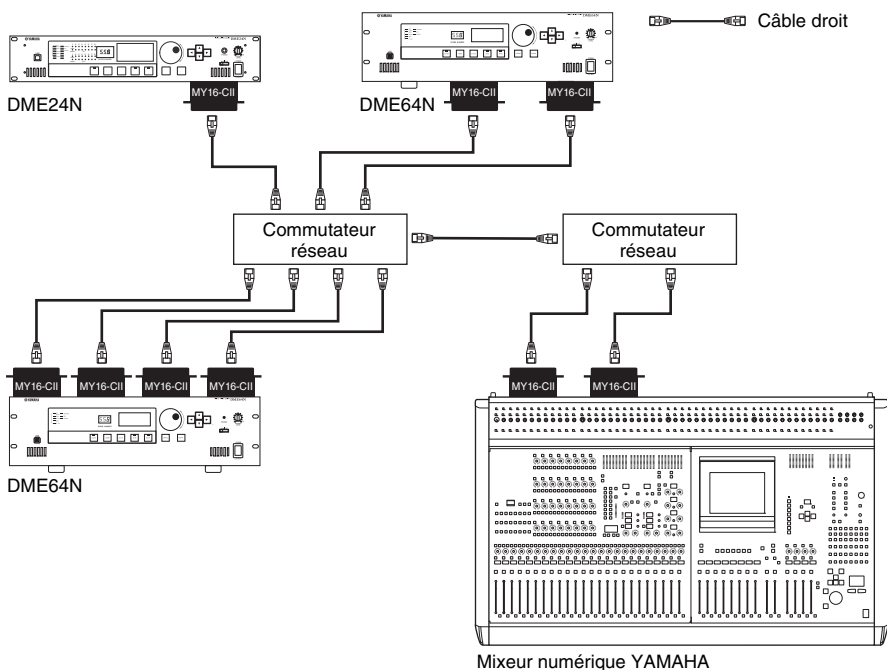 Câble droit
DME24N
MY16-CII
DME64N
MY16-CII
MY16-CII
Commutateur
réseau
Commutateur
réseau
MY16-CII
MY16-CII
MY16-CII
MY16-CII
DME64N
MY16-CII
MY16-CII
Mixeur numérique YAMAHA